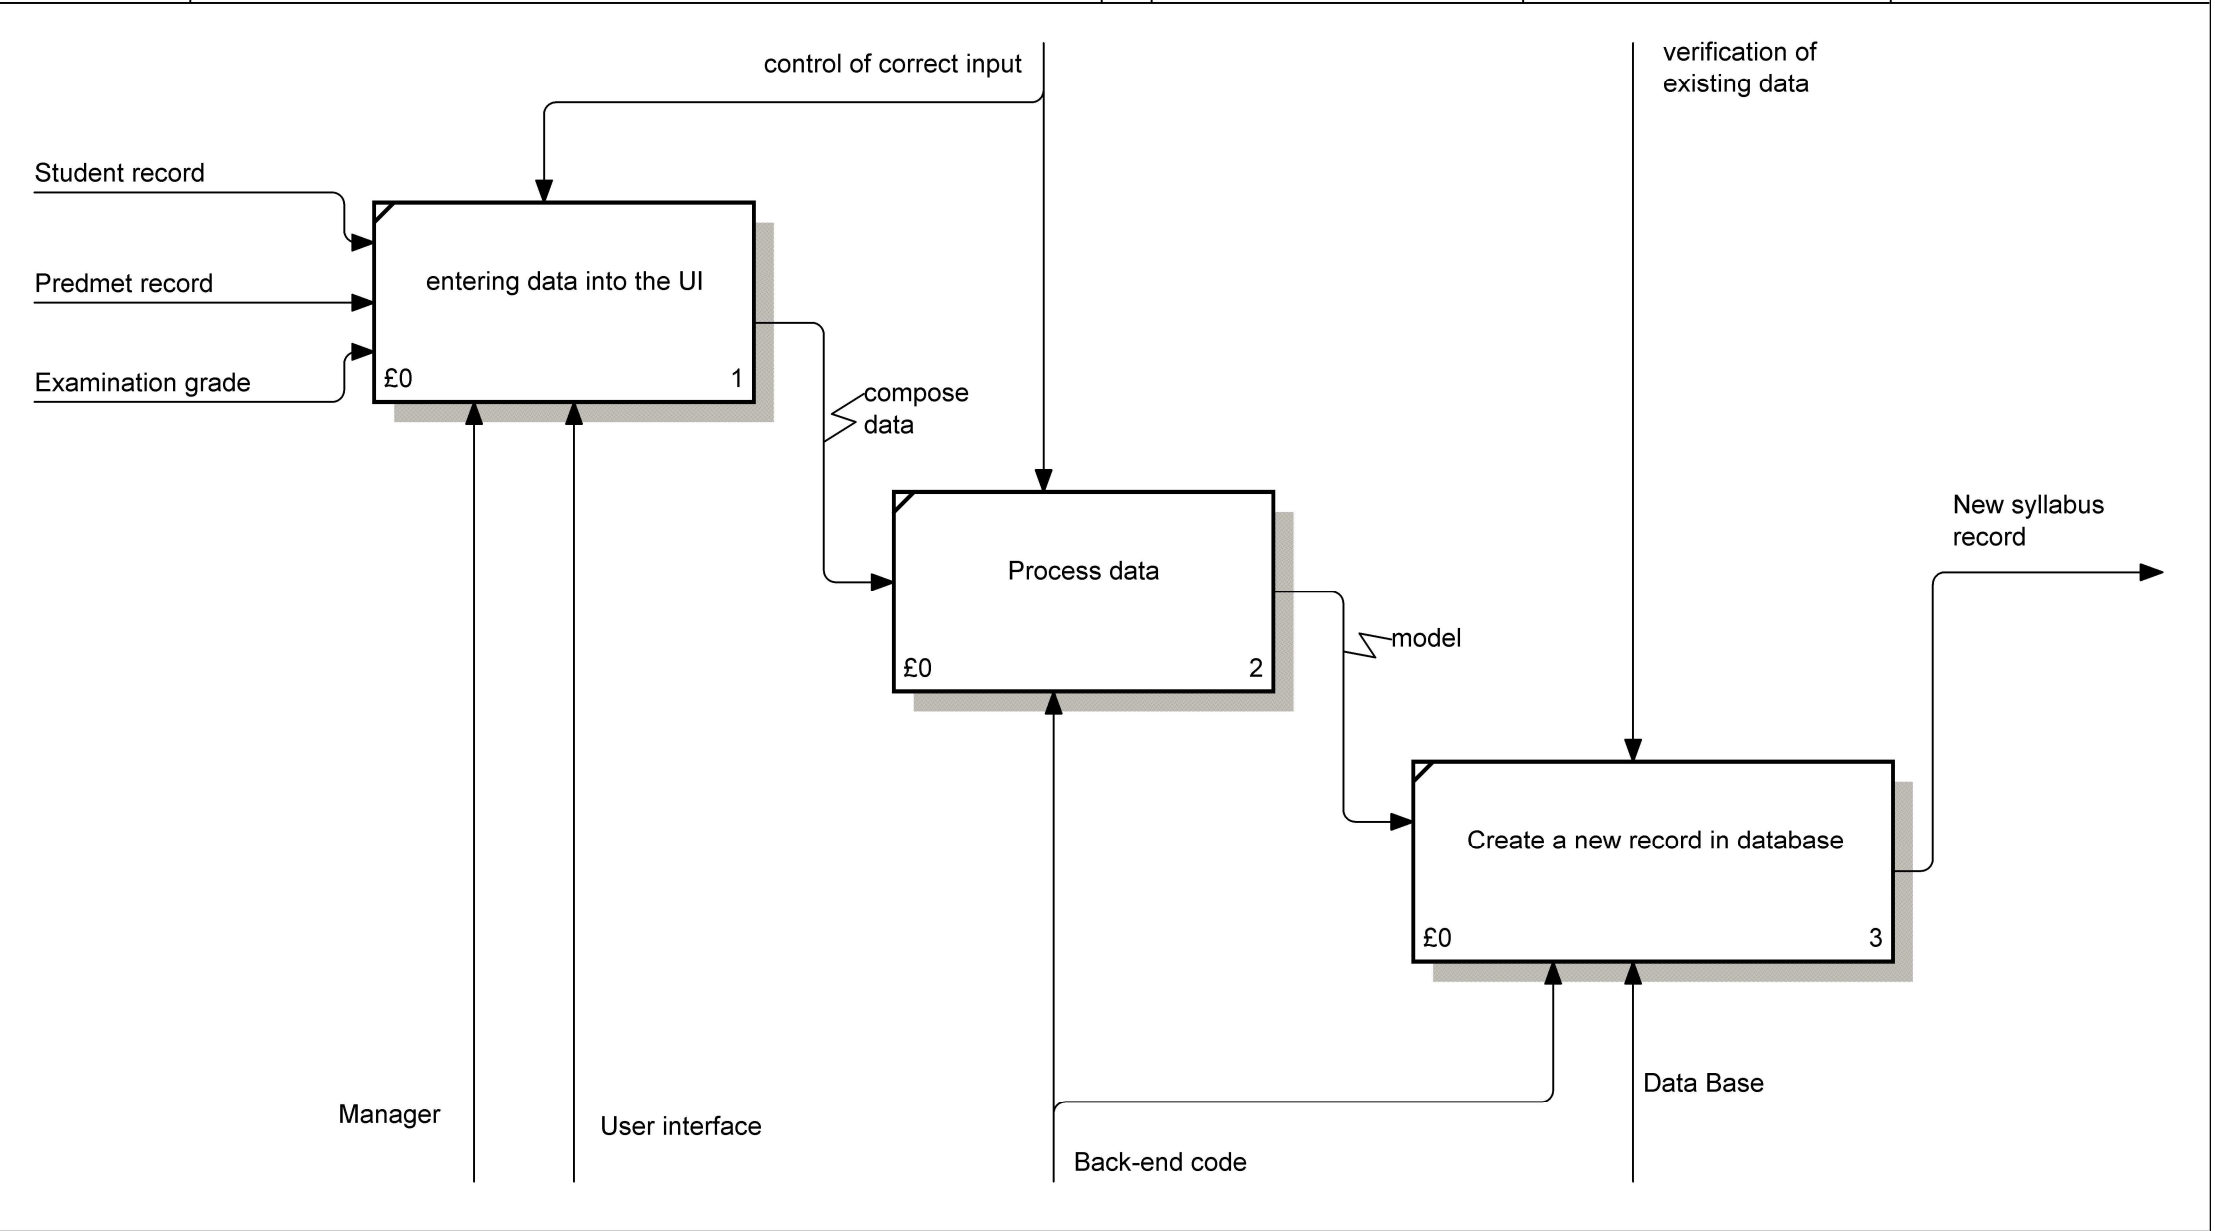 control of correct input
verification of
existing data
Student record
Predmet record
Examination grade
entering data into the UI
£0
1
compose
data
Process data
£0
2
model
New syllabus
record
Create a new record in database
£0
3
Manager
User interface
Back-end code
Data Base